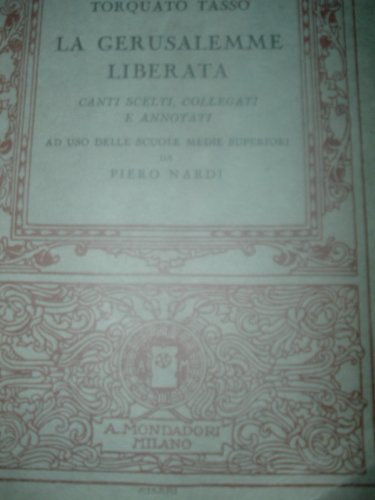 TORQUATO TASSO
LA GERUSALEMME
LIBERATA
CANTI SCELTI, COLLEGATI
E ANNOTATI
AD USO DELLE SCUOLE MEDIE SUPERIORI
DA
PIERO NARDI
A. MONDADORI
MILANO